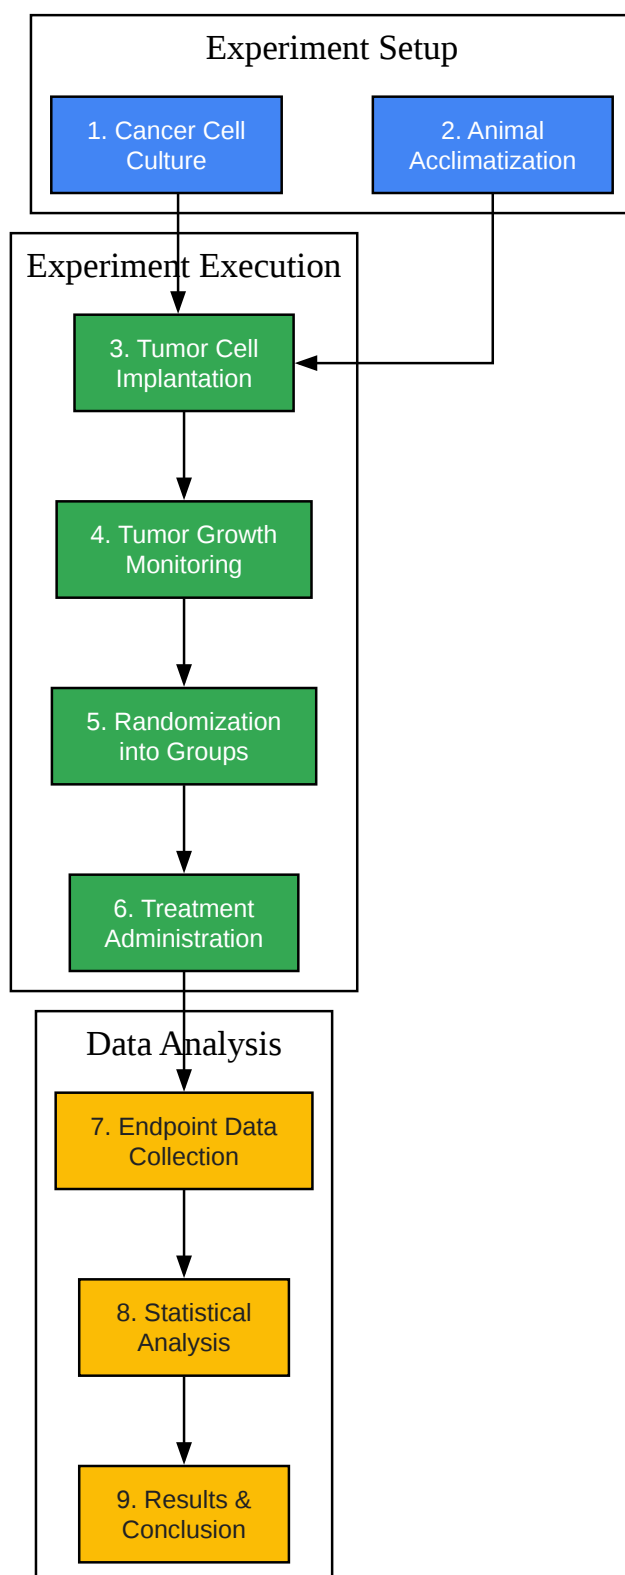 Experiment Setup
1. Cancer Cell
Culture
2. Animal
Acclimatization
Experiment Execution
3. Tumor Cell
Implantation
4. Tumor Growth
Monitoring
5. Randomization
into Groups
6. Treatment
Administration
Data Analysis
7. Endpoint Data
Collection
8. Statistical
Analysis
9. Results &
Conclusion